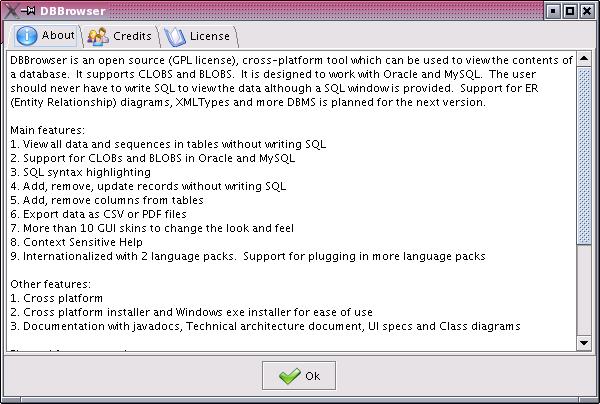 DBBrowser
About Credits License
DBBrowser is an open source (GPL license), cross-platform tool which can be used to view the contents of
a database. It supports CLOBS and BLOBS. It is designed to work with Oracle and MySQL. The user
should never have to write SQL to view the data although a SQL window is provided. Support for ER
(Entity Relationship) diagrams, XMLTypes and more DBMS is planned for the next version.
Main features:
1. View all data and sequences in tables without writing SQL
2. Support for CLOBs and BLOBS in Oracle and MySQL
3. SQL syntax highlighting
4. Add, remove, update records without writing SQL
5. Add, remove columns from tables
6. Export data as CSV or PDF files
7. More than 10 GUI skins to change the look and feel
8. Context Sensitive Help
9. Internationalized with 2 language packs. Support for plugging in more language packs
Other features:
1. Cross platform
2. Cross platform installer and Windows exe installer for ease of use
3. Documentation with javadocs, Technical architecture document, UI specs and Class diagrams
Ok